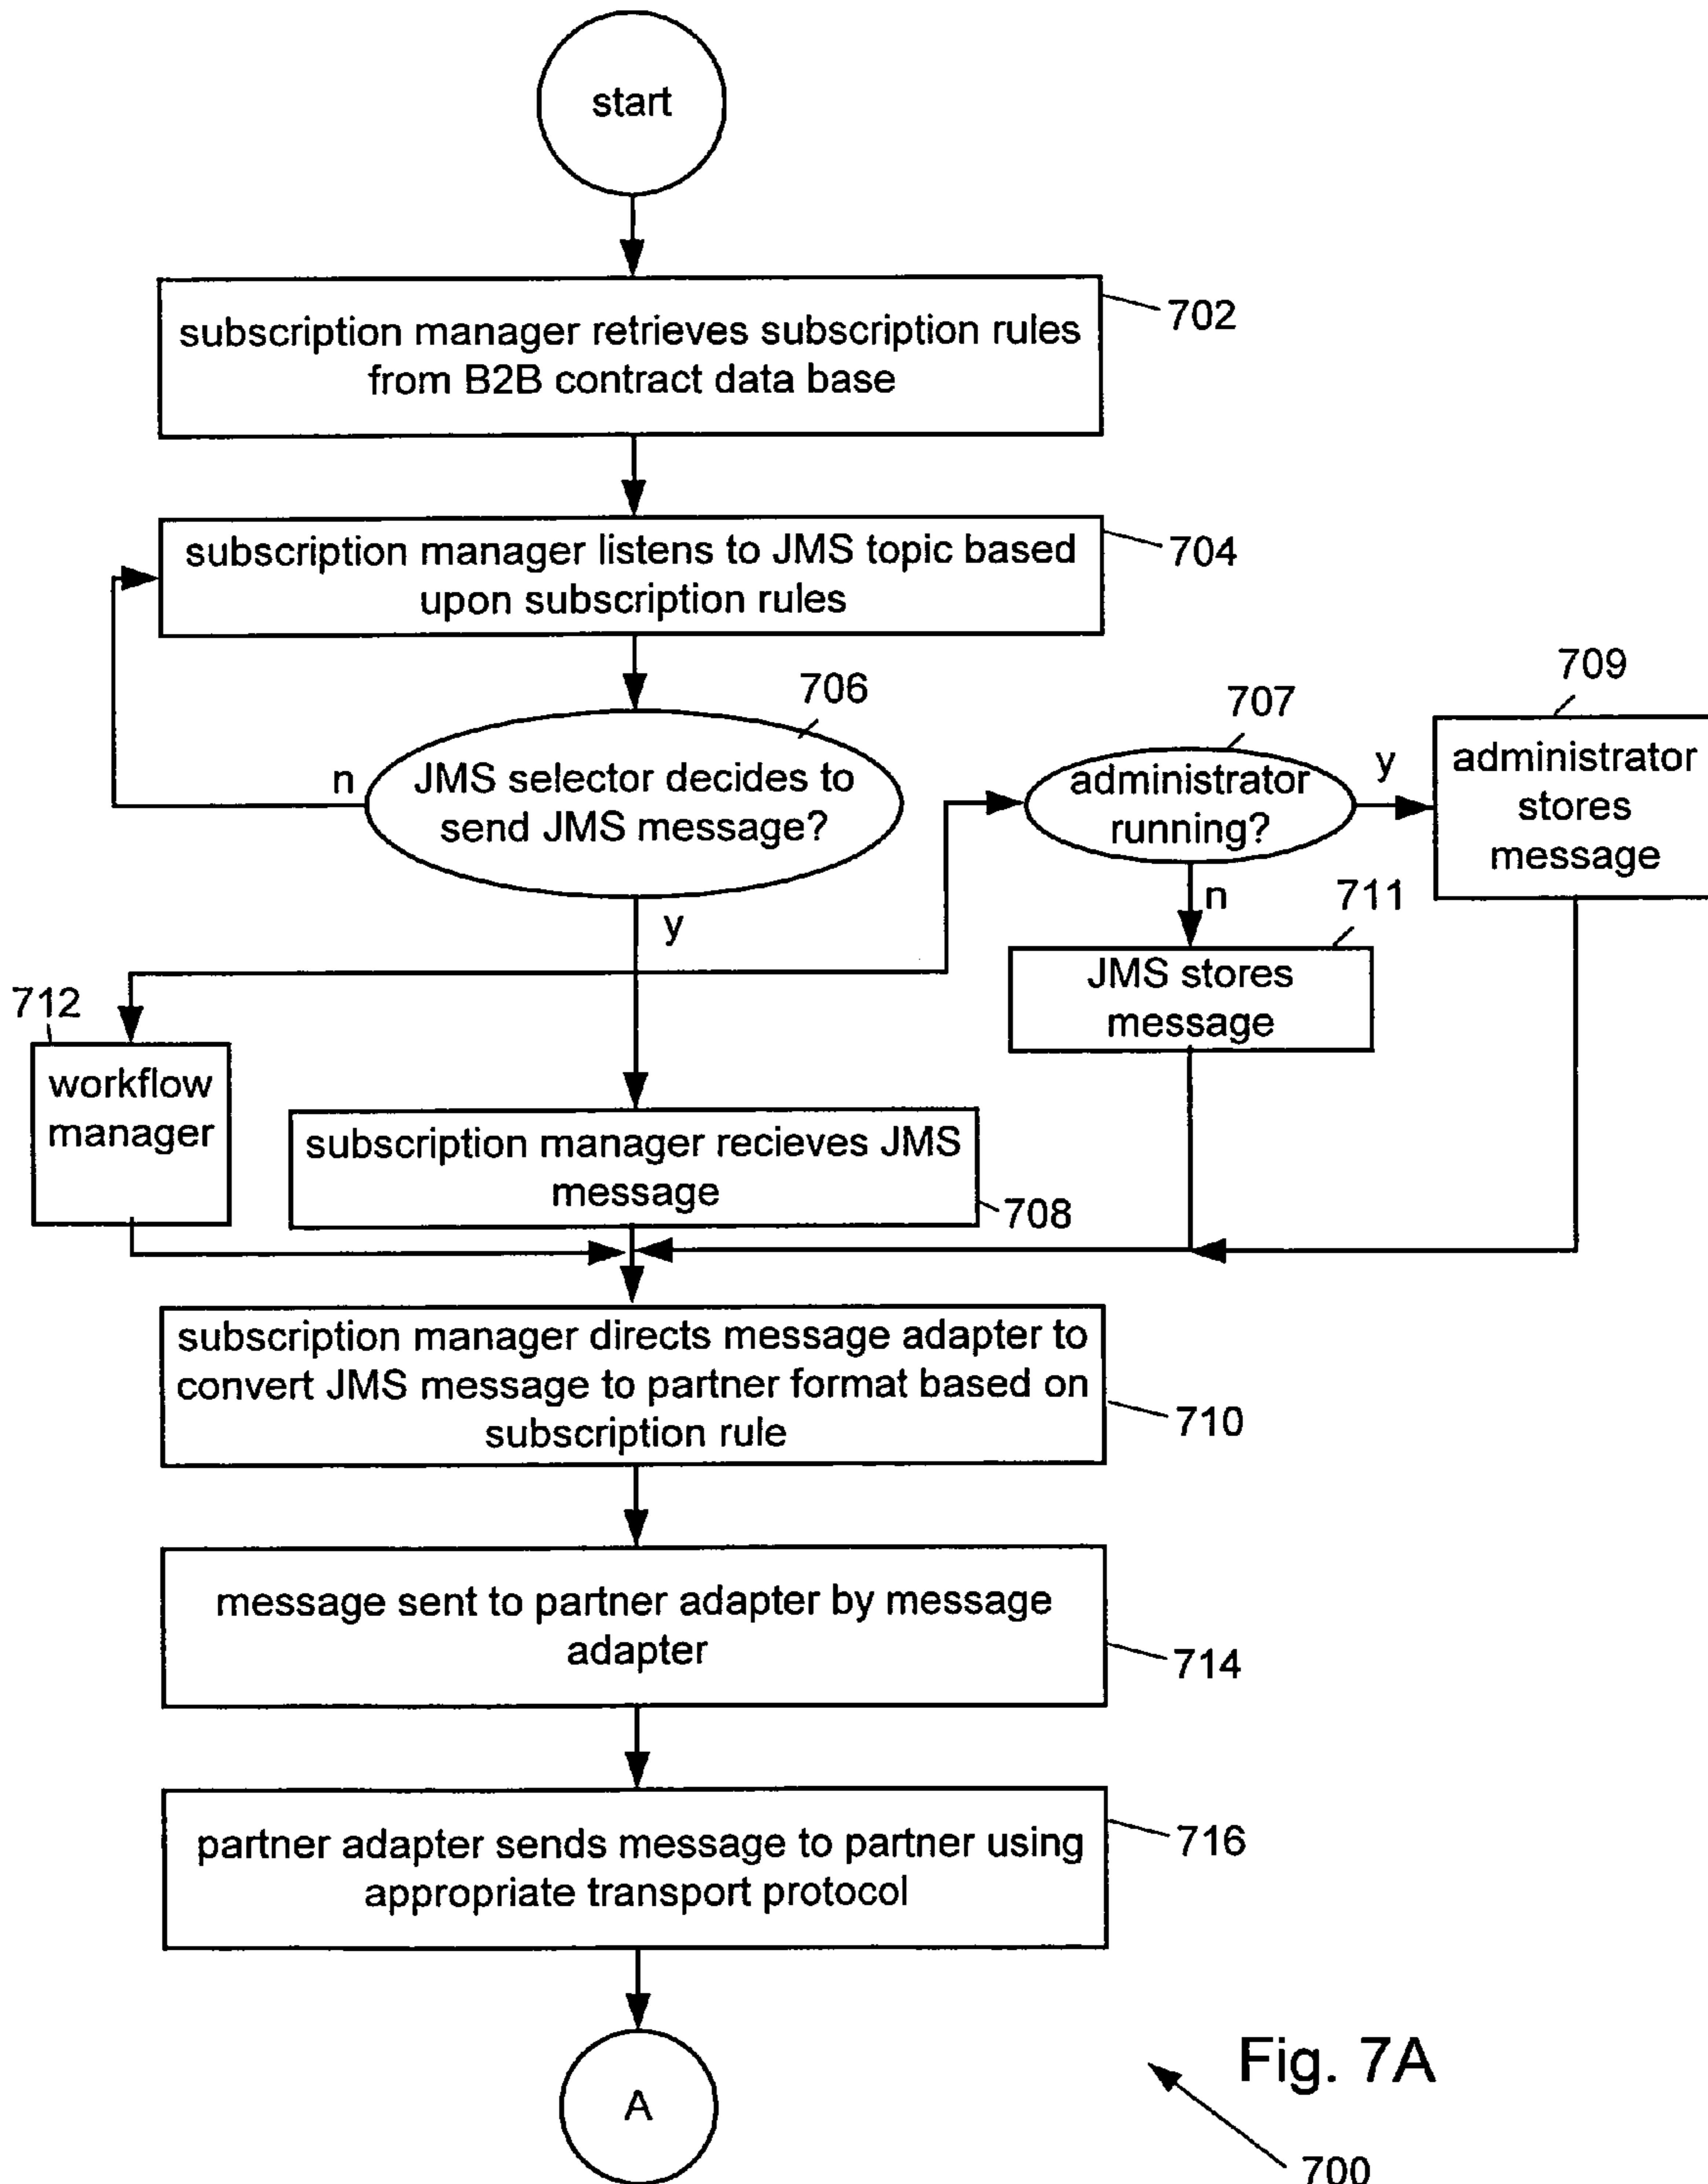 start
subscription manager retrieves subscription rules
from B2B contract data base
702
subscription manager listens to JMS topic based
upon subscription rules
704
706
JMS selector decides to
send JMS message?
n
y
707
administrator
running?
y
n
709
administrator
stores
message
711
JMS stores
message
712
workflow
manager
subscription manager recieves JMS
message
708
subscription manager directs message adapter to
convert JMS message to partner format based on
subscription rule
710
message sent to partner adapter by message
adapter
714
partner adapter sends message to partner using
appropriate transport protocol
716
A
Fig. 7A
700